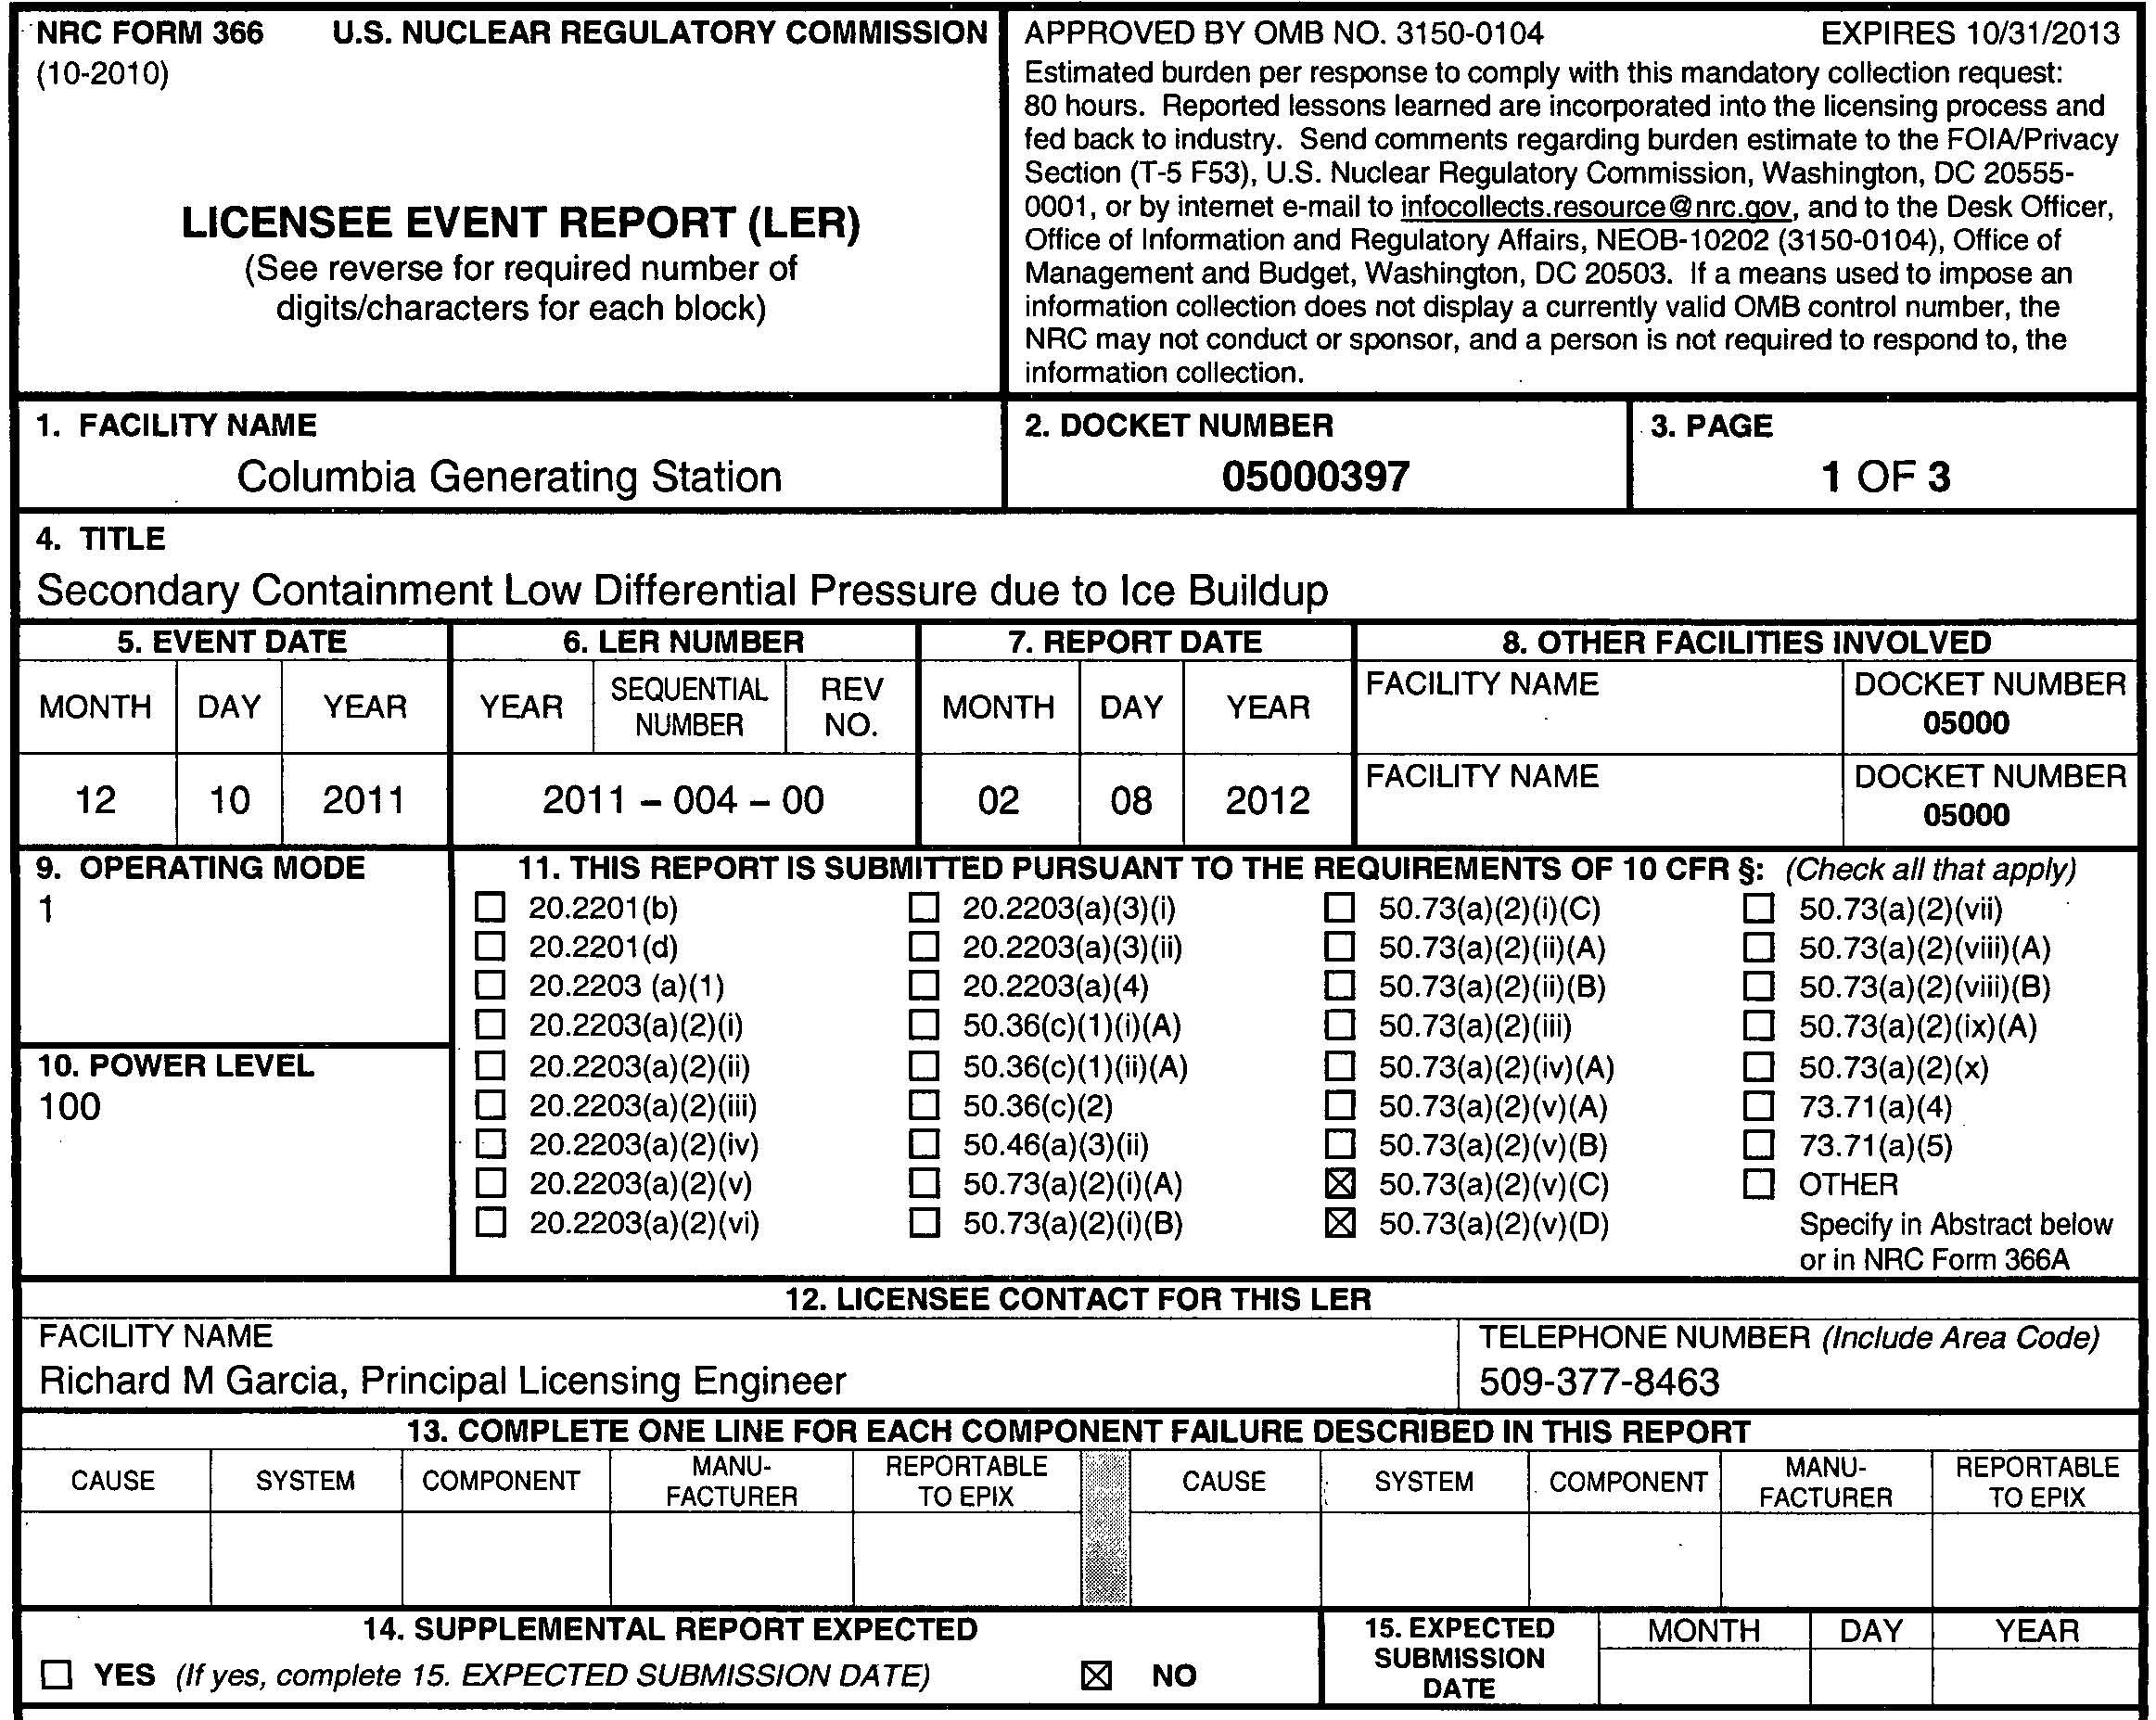 NRC FORM 366 U.S. NUCLEAR REGULATORY COMMISSION
(10-2010)
LICENSEE EVENT REPORT (LER)
(See reverse for required number of
digits/characters for each block)
APPROVED BY OMB NO. 3150-0104 EXPIRES 10/31/2013
Estimated burden per response to comply with this mandatory collection request:
80 hours. Reported lessons learned are incorporated into the licensing process and
fed back to industry. Send comments regarding burden estimate to the FOIA/Privacy
Section (T-5 F53), U.S. Nuclear Regulatory Commission, Washington, DC 20555-
0001, or by internet e-mail to infocollects.resource@nrc.gov, and to the Desk Officer,
Office of Information and Regulatory Affairs, NEOB-10202 (3150-0104), Office of
Management and Budget, Washington, DC 20503. If a means used to impose an
information collection does not display a currently valid OMB control number, the
NRC may not conduct or sponsor, and a person is not required to respond to, the
information collection.
1. FACILITY NAME 2. DOCKET NUMBER 3. PAGE
Columbia Generating Station 05000397 1 OF 3
4. TITLE
Secondary Containment Low Differential Pressure due to Ice Buildup
5. EVENT DATE 6. LER NUMBER 7. REPORT DATE 8. OTHER FACILITIES INVOLVED
MONTH DAY YEAR YEAR SEQUENTIAL NUMBER REV NO. MONTH DAY YEAR FACILITY NAME DOCKET NUMBER
05000
12 10 2011 2011 – 004 – 00 02 08 2012 FACILITY NAME DOCKET NUMBER
05000
9. OPERATING MODE
1
10. POWER LEVEL
100
11. THIS REPORT IS SUBMITTED PURSUANT TO THE REQUIREMENTS OF 10 CFR §: (Check all that apply)
☐ 20.2201(b) ☐ 20.2203(a)(3)(i) ☐ 50.73(a)(2)(i)(C) ☐ 50.73(a)(2)(vii)
☐ 20.2201(d) ☐ 20.2203(a)(3)(ii) ☐ 50.73(a)(2)(ii)(A) ☐ 50.73(a)(2)(viii)(A)
☐ 20.2203 (a)(1) ☐ 20.2203(a)(4) ☐ 50.73(a)(2)(ii)(B) ☐ 50.73(a)(2)(viii)(B)
☐ 20.2203(a)(2)(i) ☐ 50.36(c)(1)(i)(A) ☐ 50.73(a)(2)(iii) ☐ 50.73(a)(2)(ix)(A)
☐ 20.2203(a)(2)(ii) ☐ 50.36(c)(1)(ii)(A) ☐ 50.73(a)(2)(iv)(A) ☐ 50.73(a)(2)(x)
☐ 20.2203(a)(2)(iii) ☐ 50.36(c)(2) ☐ 50.73(a)(2)(v)(A) ☐ 73.71(a)(4)
☐ 20.2203(a)(2)(iv) ☐ 50.46(a)(3)(ii) ☐ 50.73(a)(2)(v)(B) ☐ 73.71(a)(5)
☐ 20.2203(a)(2)(v) ☐ 50.73(a)(2)(i)(A) ☒ 50.73(a)(2)(v)(C) ☐ OTHER
☐ 20.2203(a)(2)(vi) ☐ 50.73(a)(2)(i)(B) ☒ 50.73(a)(2)(v)(D) Specify in Abstract below
or in NRC Form 366A
12. LICENSEE CONTACT FOR THIS LER
FACILITY NAME TELEPHONE NUMBER (Include Area Code)
Richard M Garcia, Principal Licensing Engineer 509-377-8463
13. COMPLETE ONE LINE FOR EACH COMPONENT FAILURE DESCRIBED IN THIS REPORT
CAUSE SYSTEM COMPONENT MANU-FACTURER REPORTABLE TO EPIX CAUSE SYSTEM COMPONENT MANU-FACTURER REPORTABLE TO EPIX
14. SUPPLEMENTAL REPORT EXPECTED
☐ YES (If yes, complete 15. EXPECTED SUBMISSION DATE) ☒ NO
15. EXPECTED
SUBMISSION
DATE
MONTH DAY YEAR